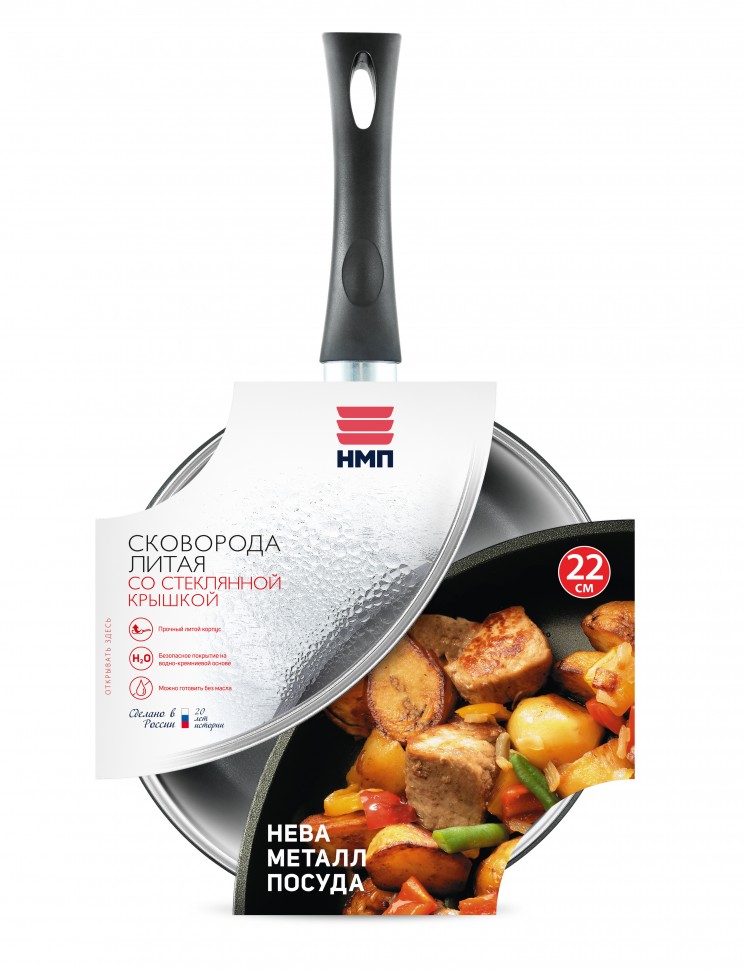 НМП
СКОВОРОДА
ЛИТАЯ
СО СТЕКЛЯННОЙ
КРЫШКОЙ
22
СМ
ОТКРЫВАТЬ ЗДЕСЬ
Прочный литой корпус
H₂O
Безопасное покрытие на
водно-кремниевой основе
Можно готовить без масла
Сделано в
России
20
лет
истории
НЕВА
МЕТАЛЛ
ПОСУДА